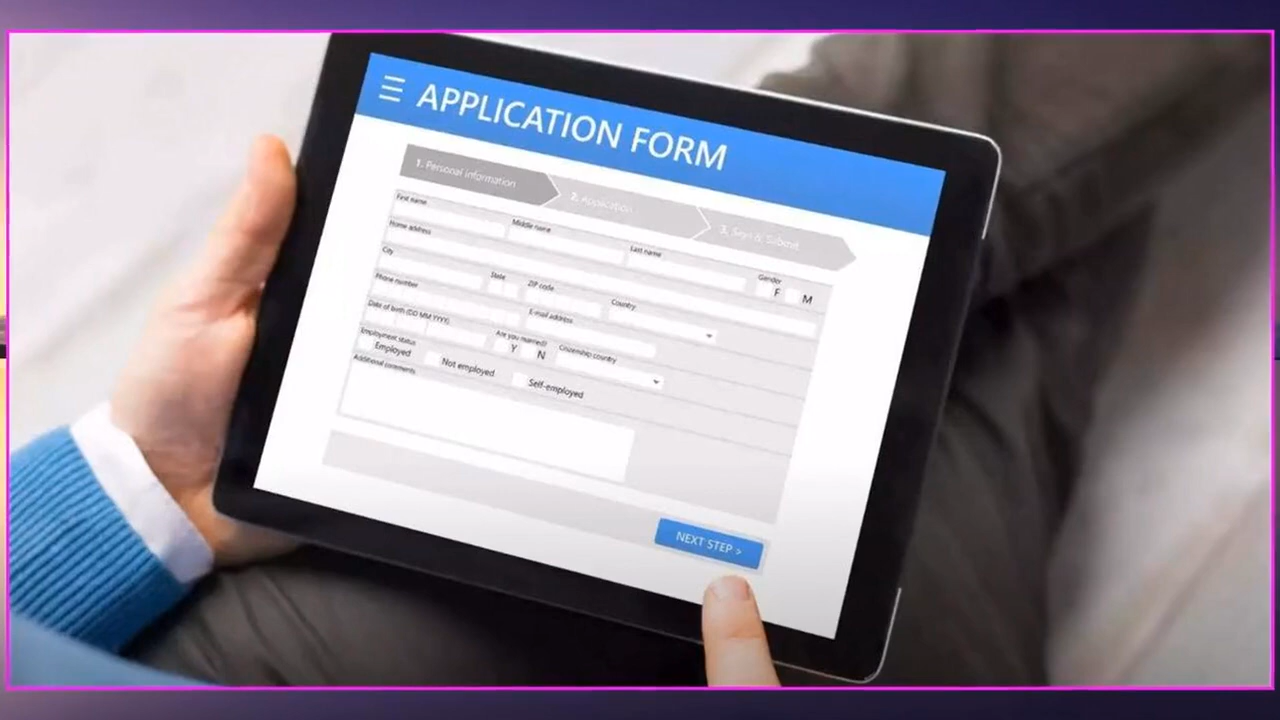 APPLICATION FORM
1. Personal information
2. Application
3. Sign & Submit
First name
Middle name
Last name
Gender
F M
Home address
City
State
ZIP code
Country
Phone number
E-mail address
Date of birth (DD MM YYYY)
Are you married?
Y N
Citizenship country
Employment status
Employed
Not employed
Self-employed
Additional comments
NEXT STEP >